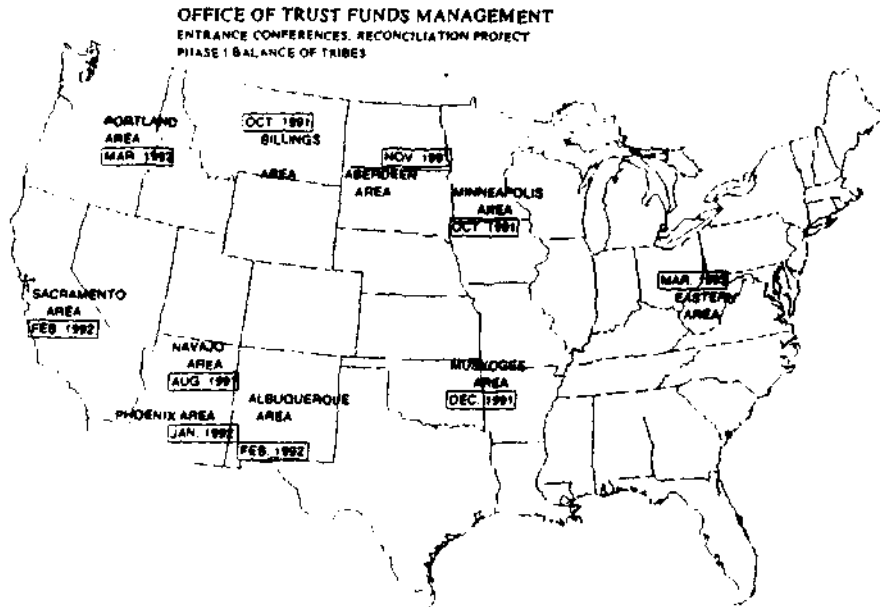 OFFICE OF TRUST FUNDS MANAGEMENT
ENTRANCE CONFERENCES, RECONCILIATION PROJECT
PHASE I BALANCE OF TRIBES
PORTLAND
AREA
MAR. 1992
OCT 1991
BILLINGS
AREA
NOV 1991
ABERDEEN
AREA
MINNEAPOLIS
AREA
OCT 1991
MAR. 1992
EASTERN
AREA
SACRAMENTO
AREA
FEB 1992
NAVAJO
AREA
AUG 1991
MUSKOGEE
AREA
DEC. 1991
ALBUQUERQUE
AREA
FEB. 1992
PHOENIX AREA
JAN. 1992